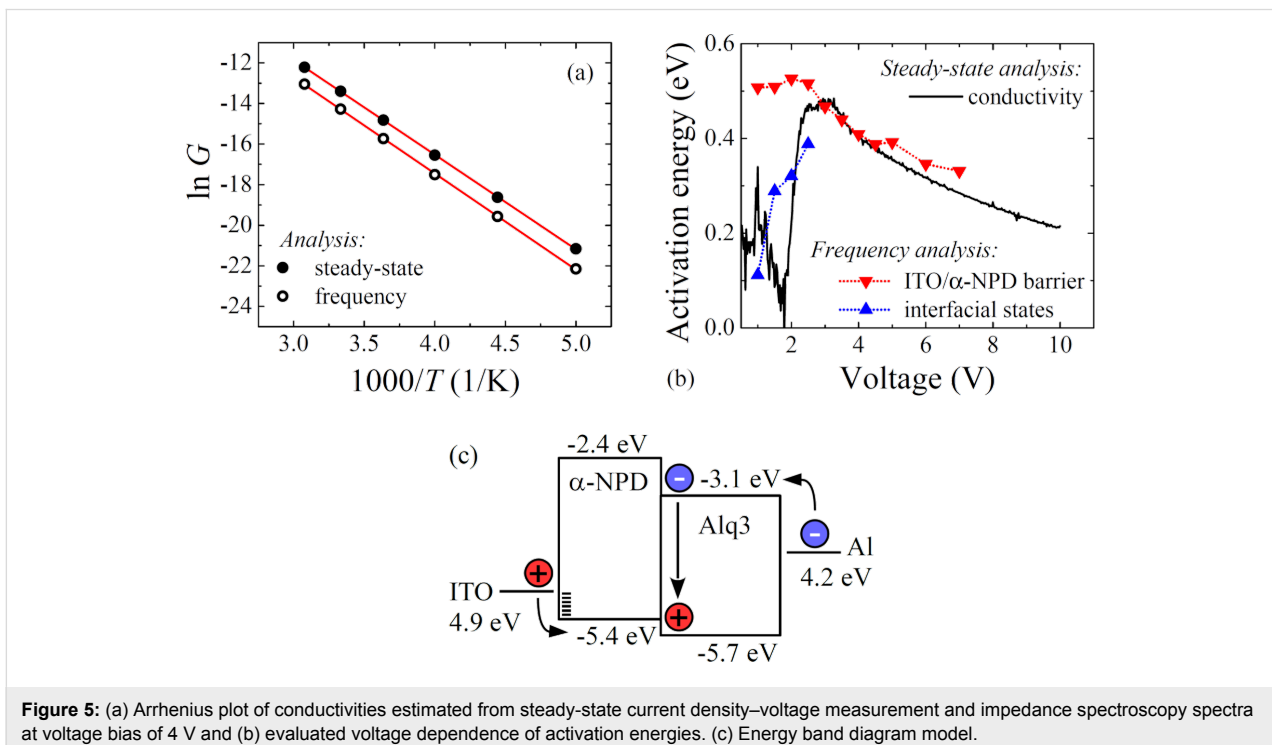 (a)
ln G
-12
-14
-16
-18
-20
-22
-24
Analysis:
steady-state
frequency
3.0 3.5 4.0 4.5 5.0
1000/T (1/K)
(b)
Activation energy (eV)
0.6
0.4
0.2
0.0
Steady-state analysis:
conductivity
Frequency analysis:
ITO/α-NPD barrier
interfacial states
2 4 6 8 10
Voltage (V)
(c)
-2.4 eV
α-NPD
-
-3.1 eV
Alq3
-
Al
4.2 eV
+
ITO
4.9 eV
+
-5.4 eV
-5.7 eV
Figure 5: (a) Arrhenius plot of conductivities estimated from steady-state current density–voltage measurement and impedance spectroscopy spectra
at voltage bias of 4 V and (b) evaluated voltage dependence of activation energies. (c) Energy band diagram model.